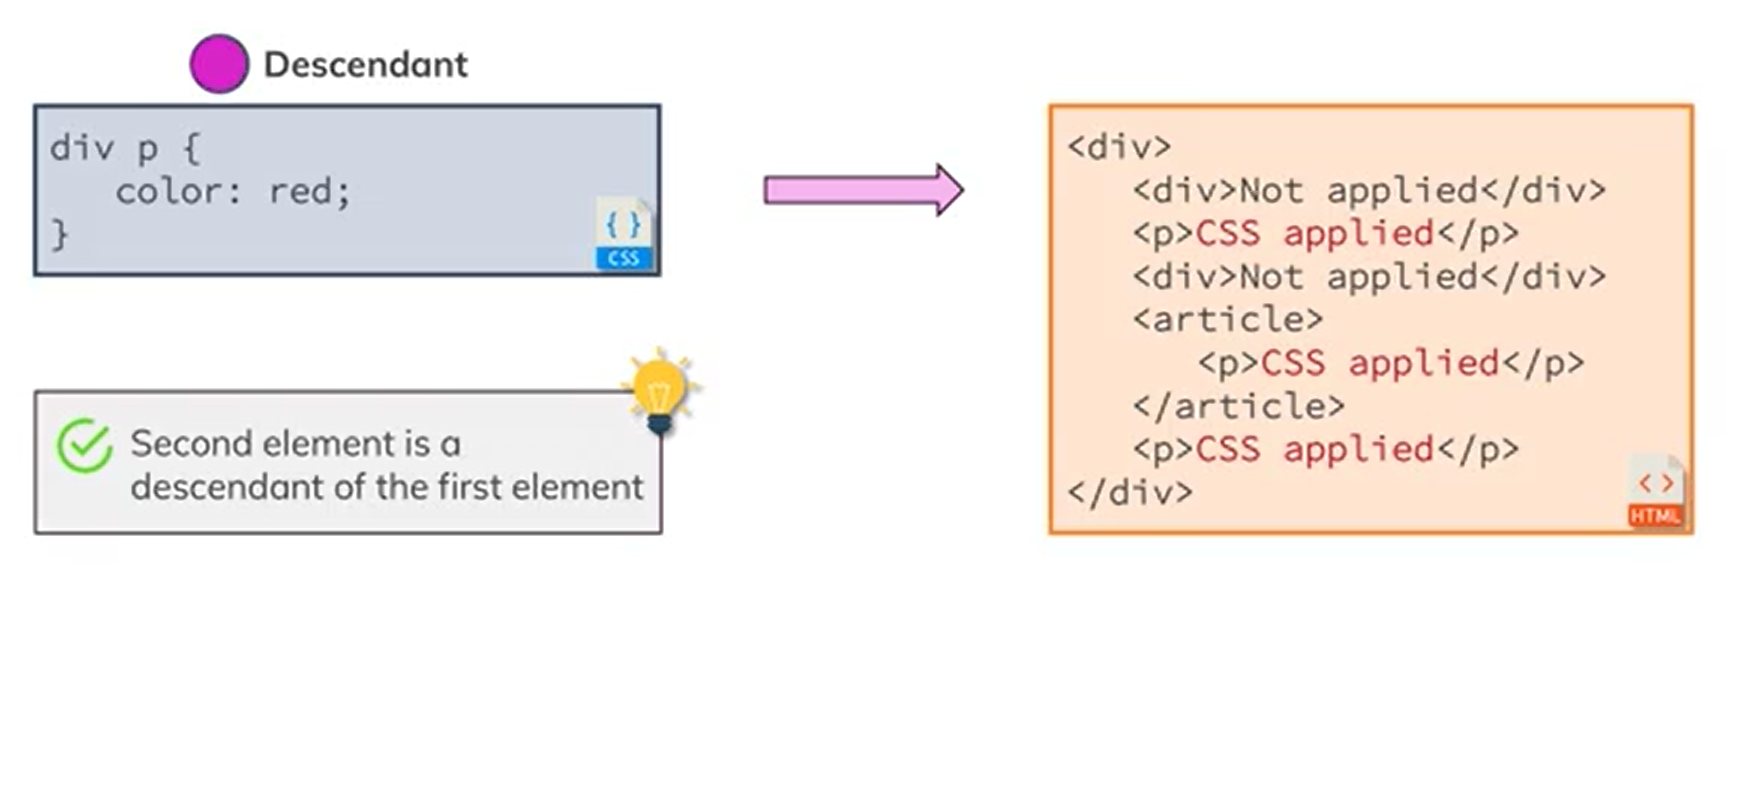 Descendant
div p {
color: red;
}
{ }
CSS
Second element is a
descendant of the first element
<div>
<div>Not applied</div>
<p>CSS applied</p>
<div>Not applied</div>
<article>
<p>CSS applied</p>
</article>
<p>CSS applied</p>
</div>
< >
HTML